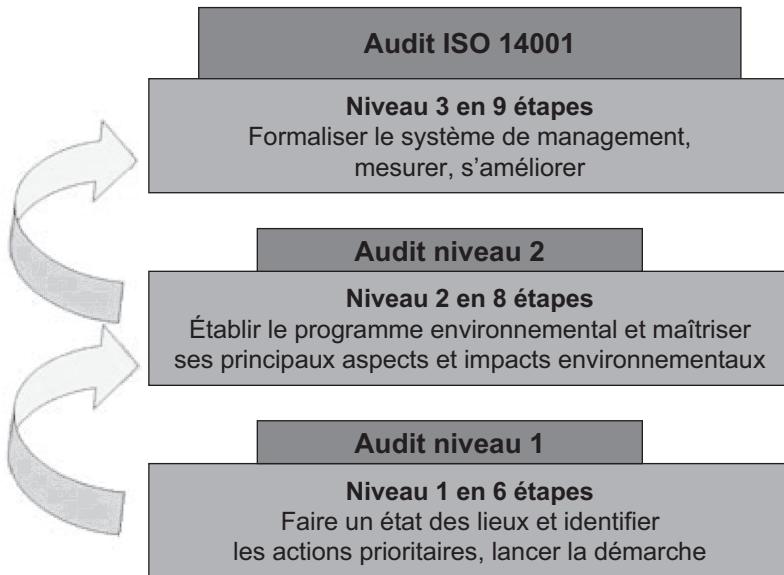 Audit ISO 14001
Niveau 3 en 9 étapes
Formaliser le système de management,
mesurer, s’améliorer
Audit niveau 2
Niveau 2 en 8 étapes
Établir le programme environnemental et maîtriser
ses principaux aspects et impacts environnementaux
Audit niveau 1
Niveau 1 en 6 étapes
Faire un état des lieux et identifier
les actions prioritaires, lancer la démarche